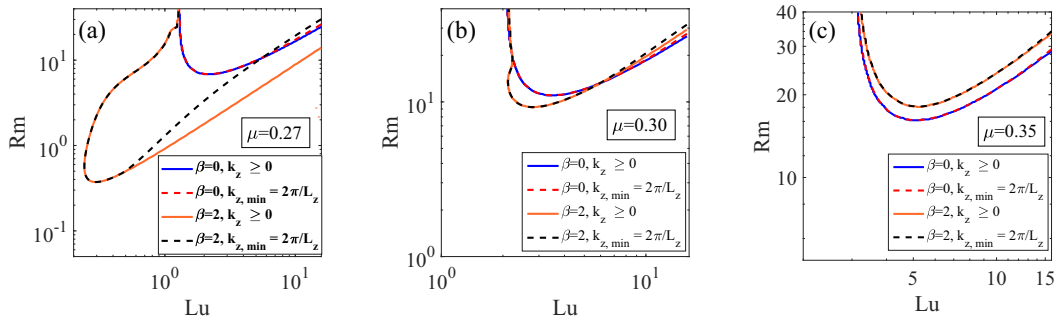 (a)
Rm
10^1
10^0
10^-1
μ=0.27
β=0, k_z ≥ 0
β=0, k_z,min = 2π/L_z
β=2, k_z ≥ 0
β=2, k_z,min = 2π/L_z
10^0
10^1
Lu
(b)
Rm
10^1
10^0
μ=0.30
β=0, k_z ≥ 0
β=0, k_z,min = 2π/L_z
β=2, k_z ≥ 0
β=2, k_z,min = 2π/L_z
10^0
10^1
Lu
(c)
Rm
40
30
20
10
μ=0.35
β=0, k_z ≥ 0
β=0, k_z,min = 2π/L_z
β=2, k_z ≥ 0
β=2, k_z,min = 2π/L_z
5
10
15
Lu